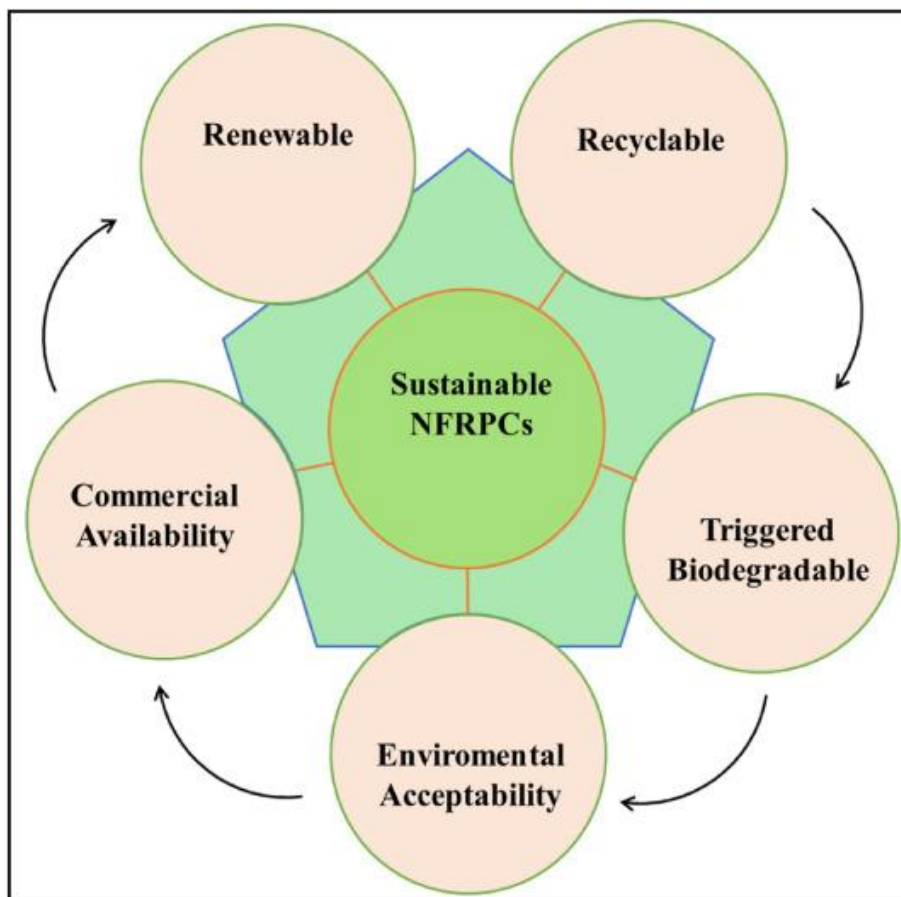 Renewable
Recyclable
Sustainable
NFRPCs
Commercial
Availability
Triggered
Biodegradable
Enviromental
Acceptability